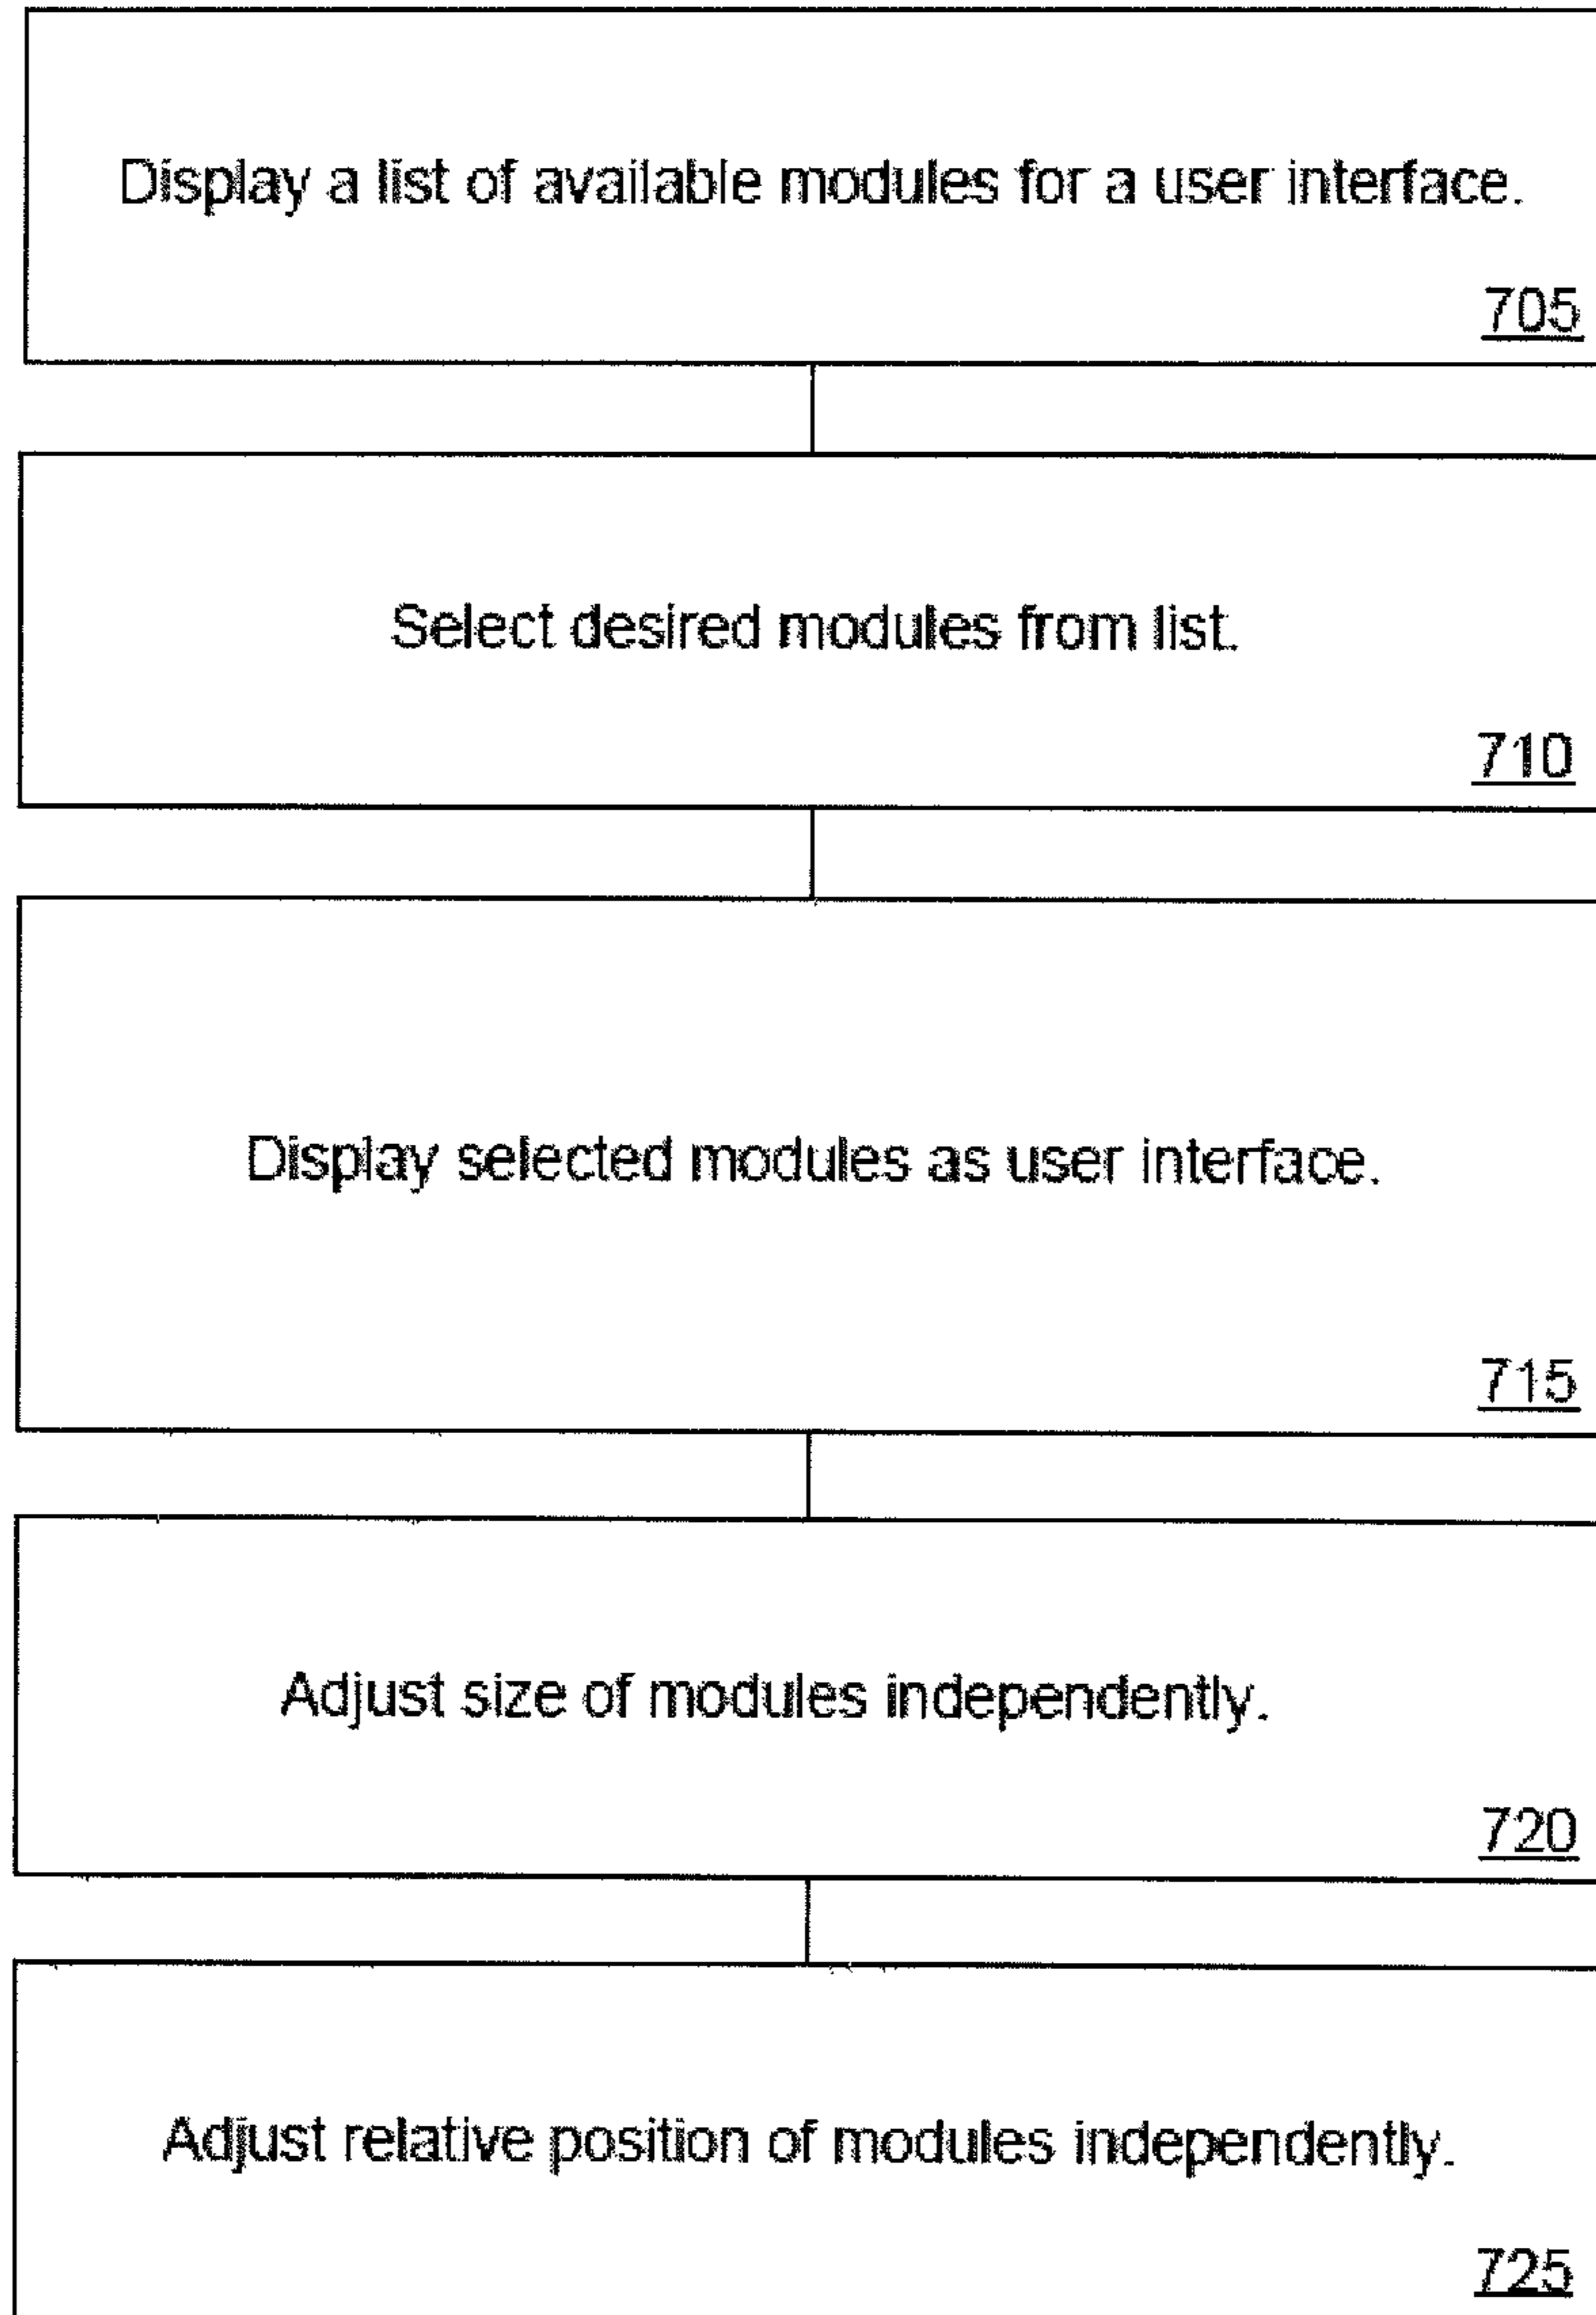 Display a list of available modules for a user interface.
705
Select desired modules from list.
710
Display selected modules as user interface.
715
Adjust size of modules independently.
720
Adjust relative position of modules independently.
725